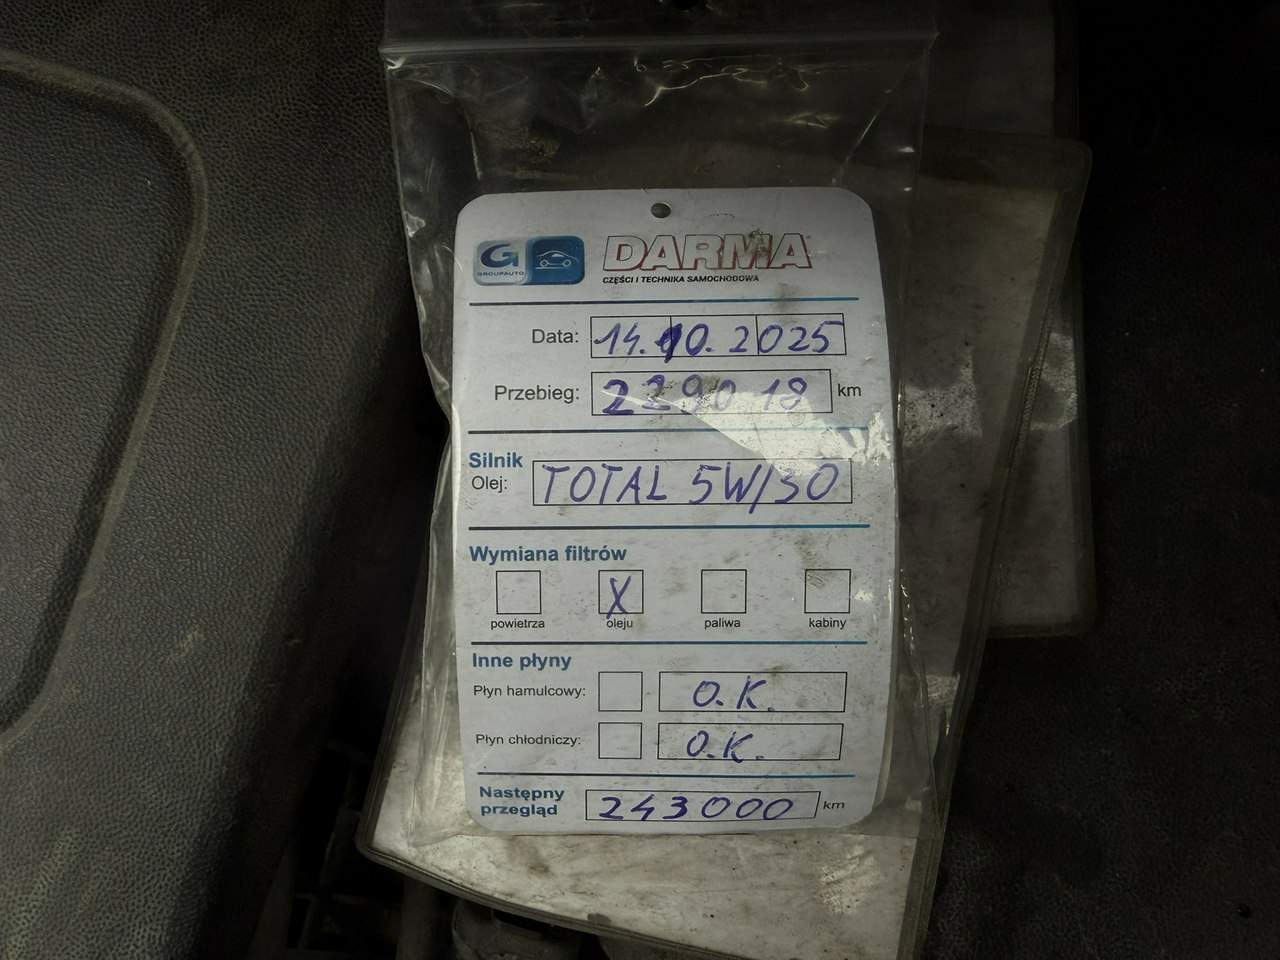 G
GROUPAUTO
DARMA
CZĘŚCI I TECHNIKA SAMOCHODOWA
Data: 14.10.2025
Przebieg: 229018 km
Silnik
Olej: TOTAL 5W/30
Wymiana filtrów
X
powietrza oleju paliwa kabiny
Inne płyny
Płyn hamulcowy: O.K.
Płyn chłodniczy: O.K.
Następny
przegląd 243000 km